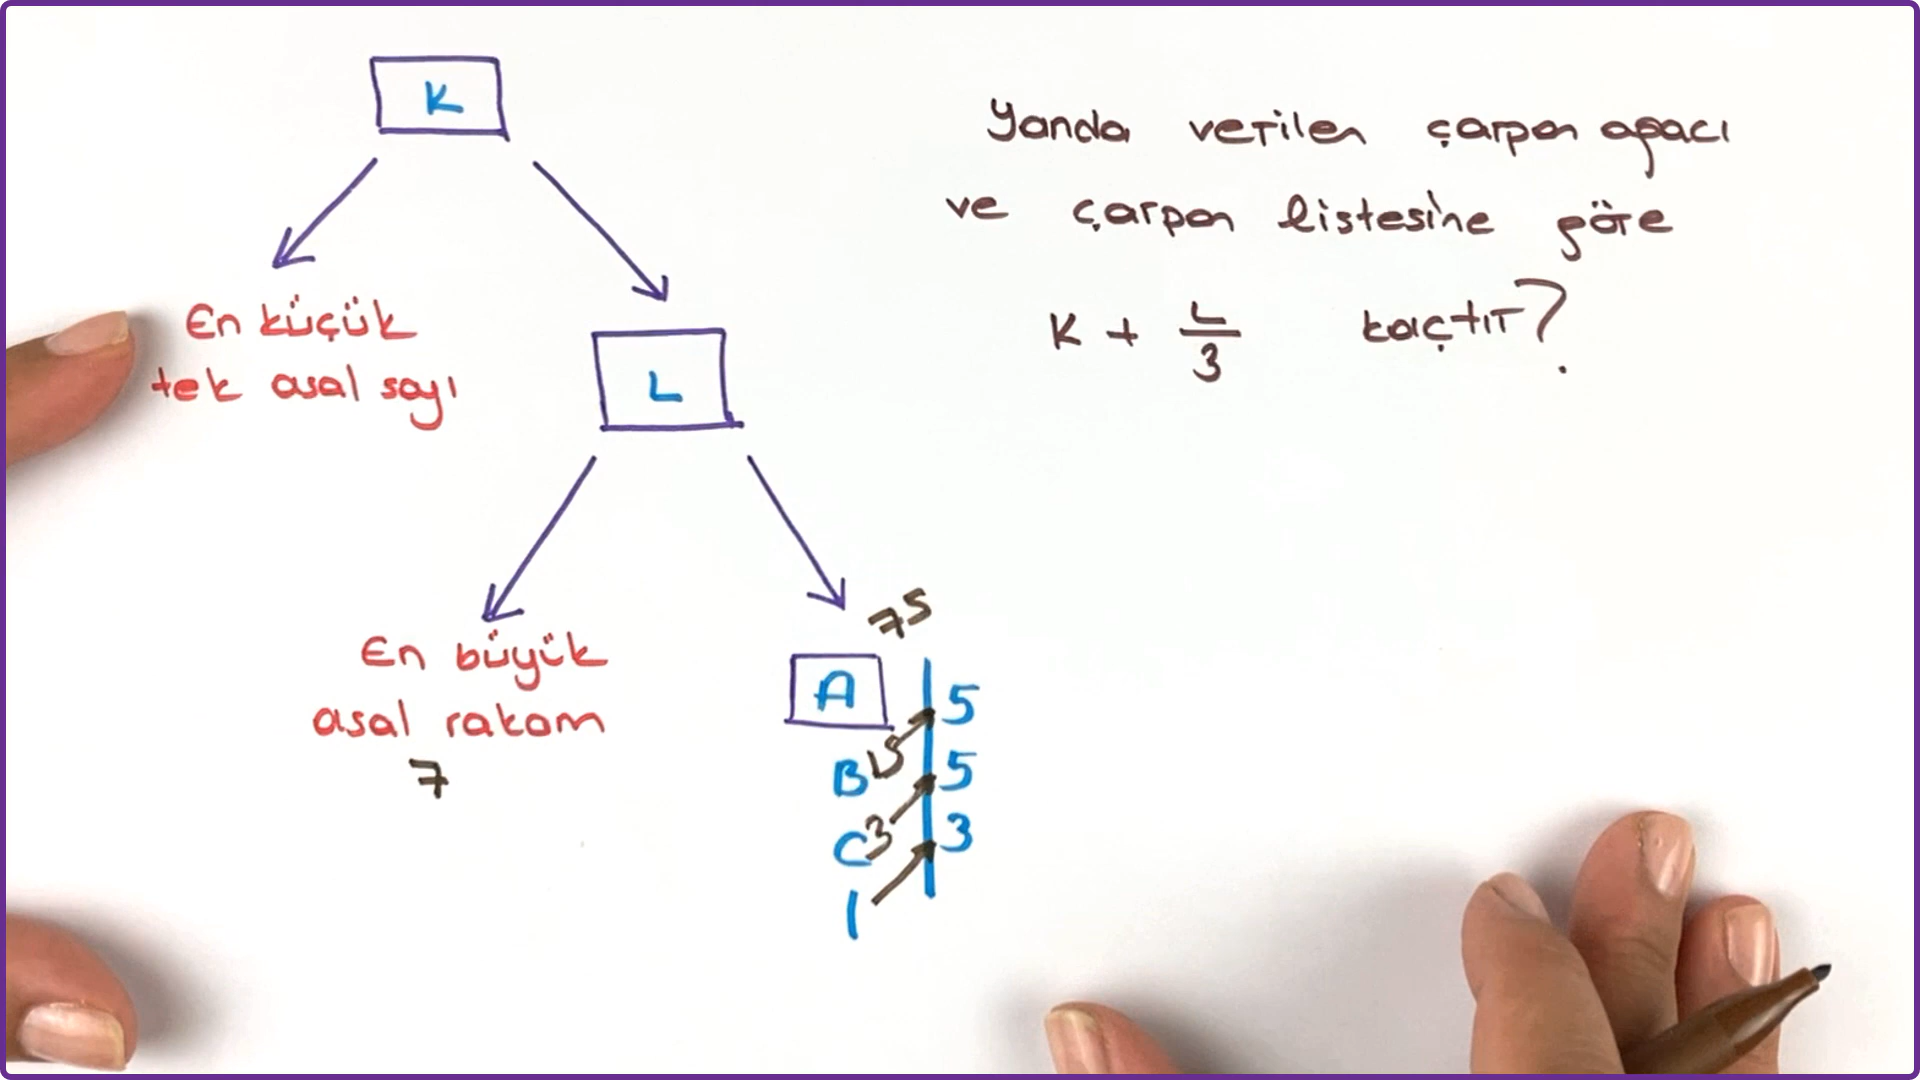 K
Yanda verilen çarpan ağacı
ve çarpan listesine göre
K + L/3 kaçtır?
En küçük
tek asal sayı
L
En büyük
asal rakam
7
75
A 5
B 15 5
C 3 3
1